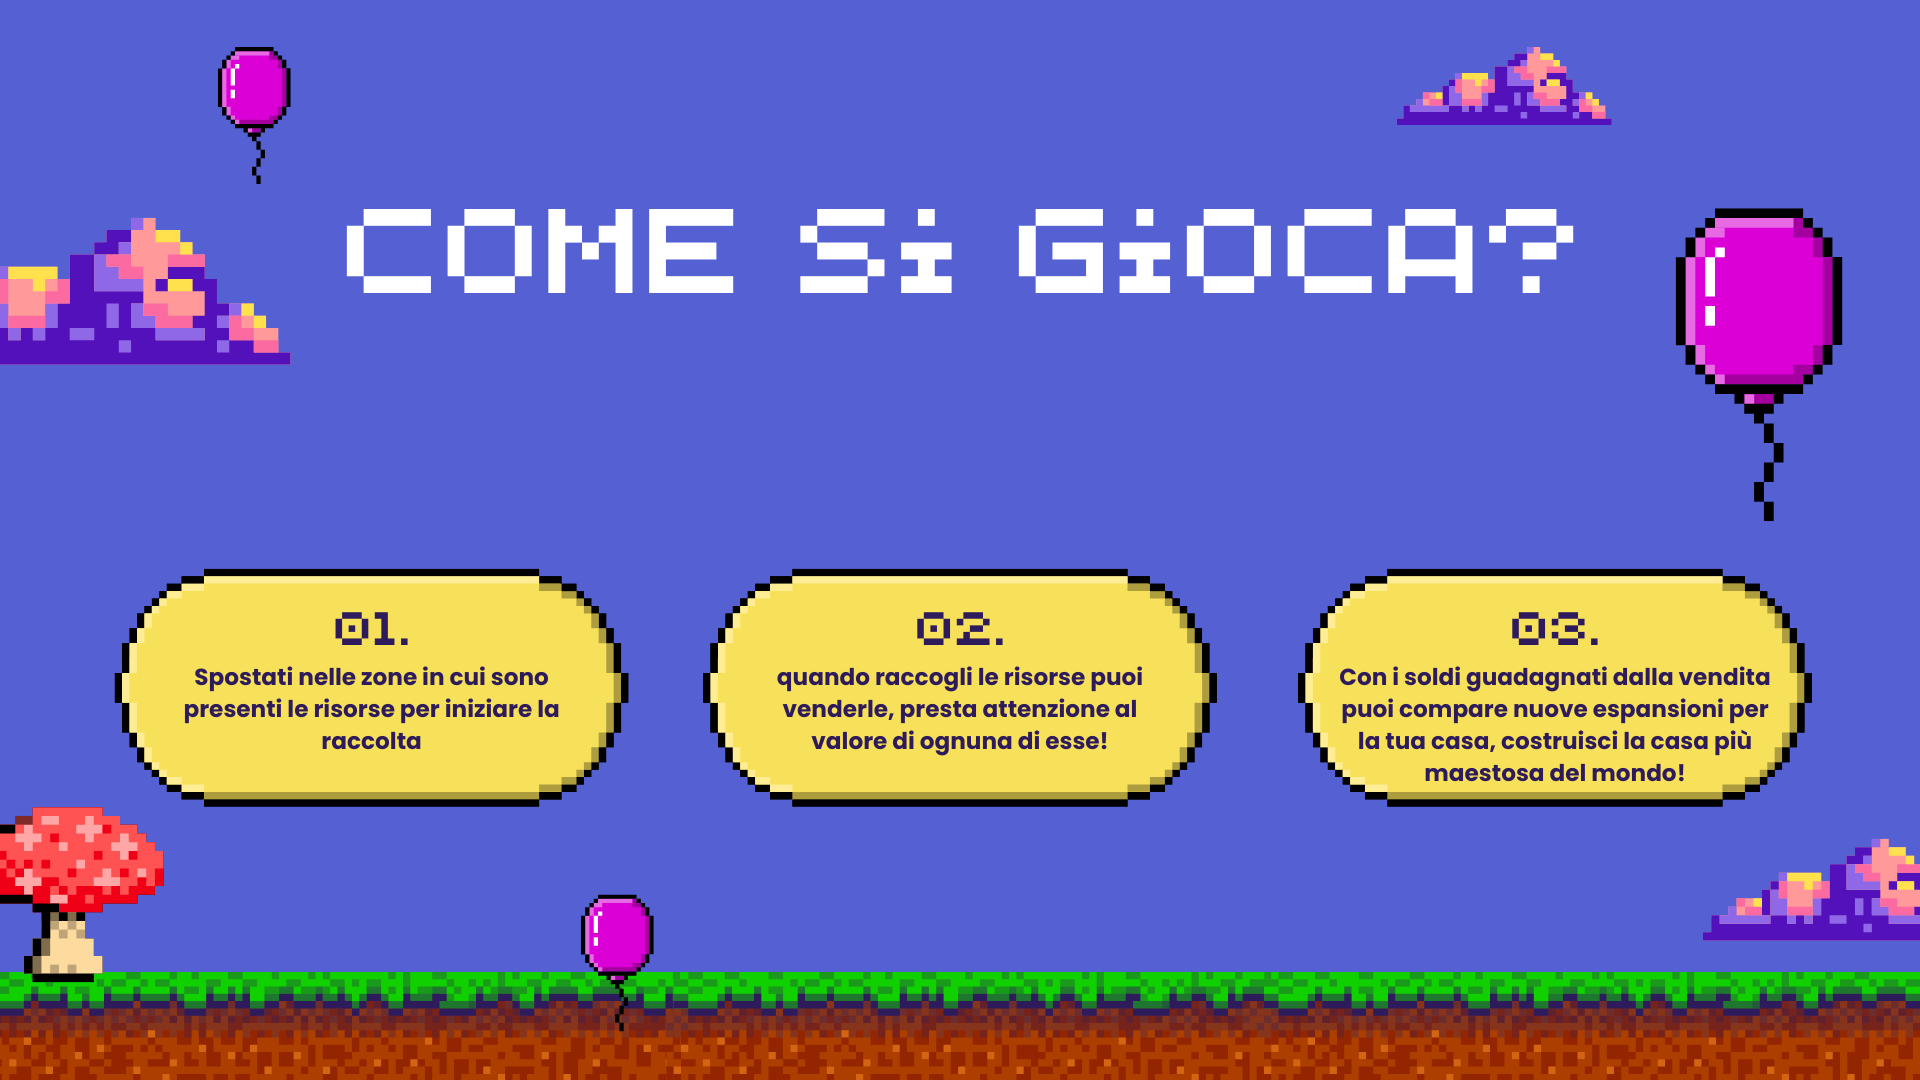 COME Si GiOCA?
01.
Spostati nelle zone in cui sono
presenti le risorse per iniziare la
raccolta
02.
quando raccogli le risorse puoi
venderle, presta attenzione al
valore di ognuna di esse!
03.
Con i soldi guadagnati dalla vendita
puoi compare nuove espansioni per
la tua casa, costruisci la casa più
maestosa del mondo!